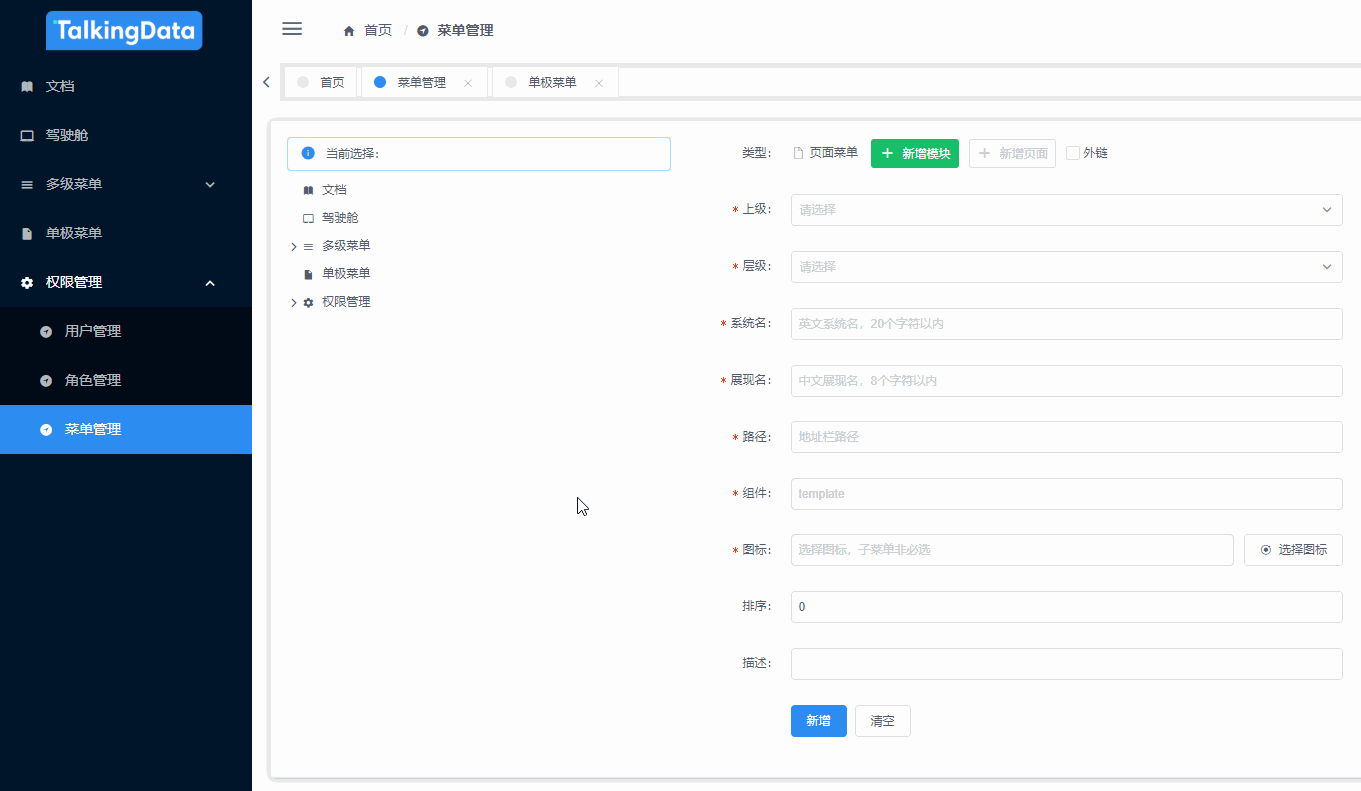 TalkingData
文档
驾驶舱
多级菜单
单极菜单
权限管理
用户管理
角色管理
菜单管理
首页 / 菜单管理
首页 菜单管理 单极菜单
当前选择:
文档
驾驶舱
多级菜单
单极菜单
权限管理
类型: 页面菜单 新增模块 新增页面 外链
* 上级: 请选择
* 层级: 请选择
* 系统名: 英文系统名，20个字符以内
* 展现名: 中文展现名，8个字符以内
* 路径: 地址栏路径
* 组件: template
* 图标: 选择图标，子菜单非必选 选择图标
排序: 0
描述:
新增 清空